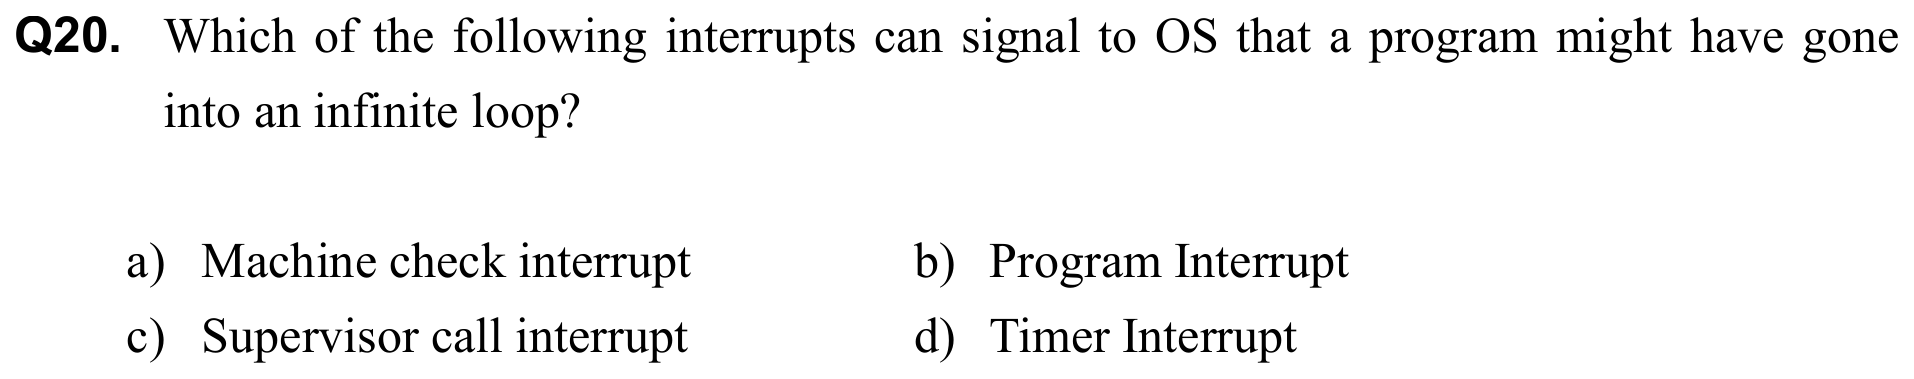 Q20. Which of the following interrupts can signal to OS that a program might have gone
into an infinite loop?
a) Machine check interrupt b) Program Interrupt
c) Supervisor call interrupt d) Timer Interrupt